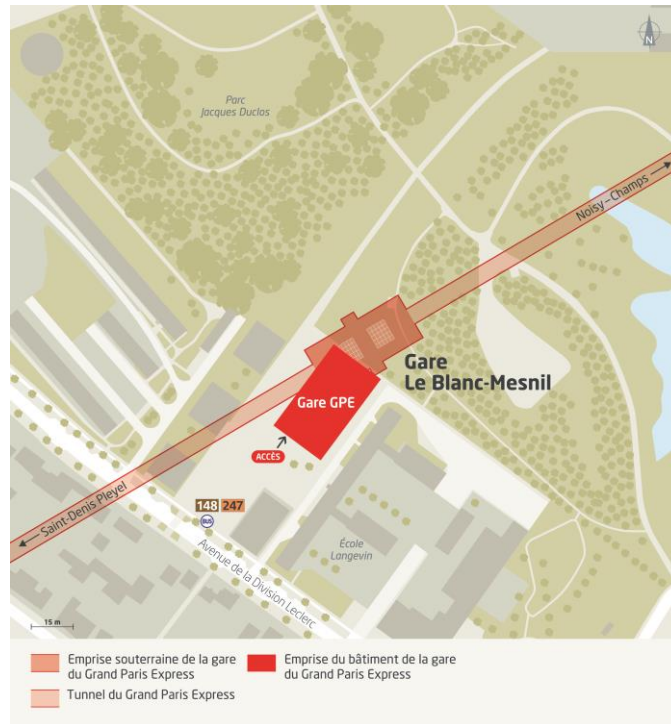 N
Parc
Jacques Duclos
Noisy–Champs
Gare
Le Blanc-Mesnil
Gare GPE
ACCÈS
148 247
BUS
Saint-Denis Pleyel
École
Langevin
Avenue de la Division Leclerc
15 m
Emprise souterraine de la gare
du Grand Paris Express
Emprise du bâtiment de la gare
du Grand Paris Express
Tunnel du Grand Paris Express